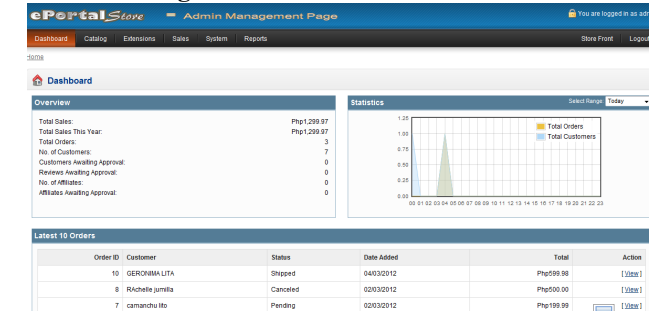 ePortalStore - Admin Management Page
You are logged in as adr
Dashboard Catalog Extensions Sales System Reports Store Front Logout
Home
Dashboard
Overview
Total Sales: Php1,299.97
Total Sales This Year: Php1,299.97
Total Orders: 3
No. of Customers: 7
Customers Awaiting Approval: 0
Reviews Awaiting Approval: 0
No. of Affiliates: 0
Affiliates Awaiting Approval: 0
Statistics Select Range: Today
1.25
1.00
0.75
0.50
0.25
0.00
Total Orders
Total Customers
00 01 02 03 04 05 06 07 08 09 10 11 12 13 14 15 16 17 18 19 20 21 22 23
Latest 10 Orders
Order ID Customer Status Date Added Total Action
10 GERONIMA LITA Shipped 04/03/2012 Php599.98 [ View ]
8 RAchelle jumilla Canceled 02/03/2012 Php500.00 [ View ]
7 camanchu lito Pending 02/03/2012 Php199.99 [ View ]